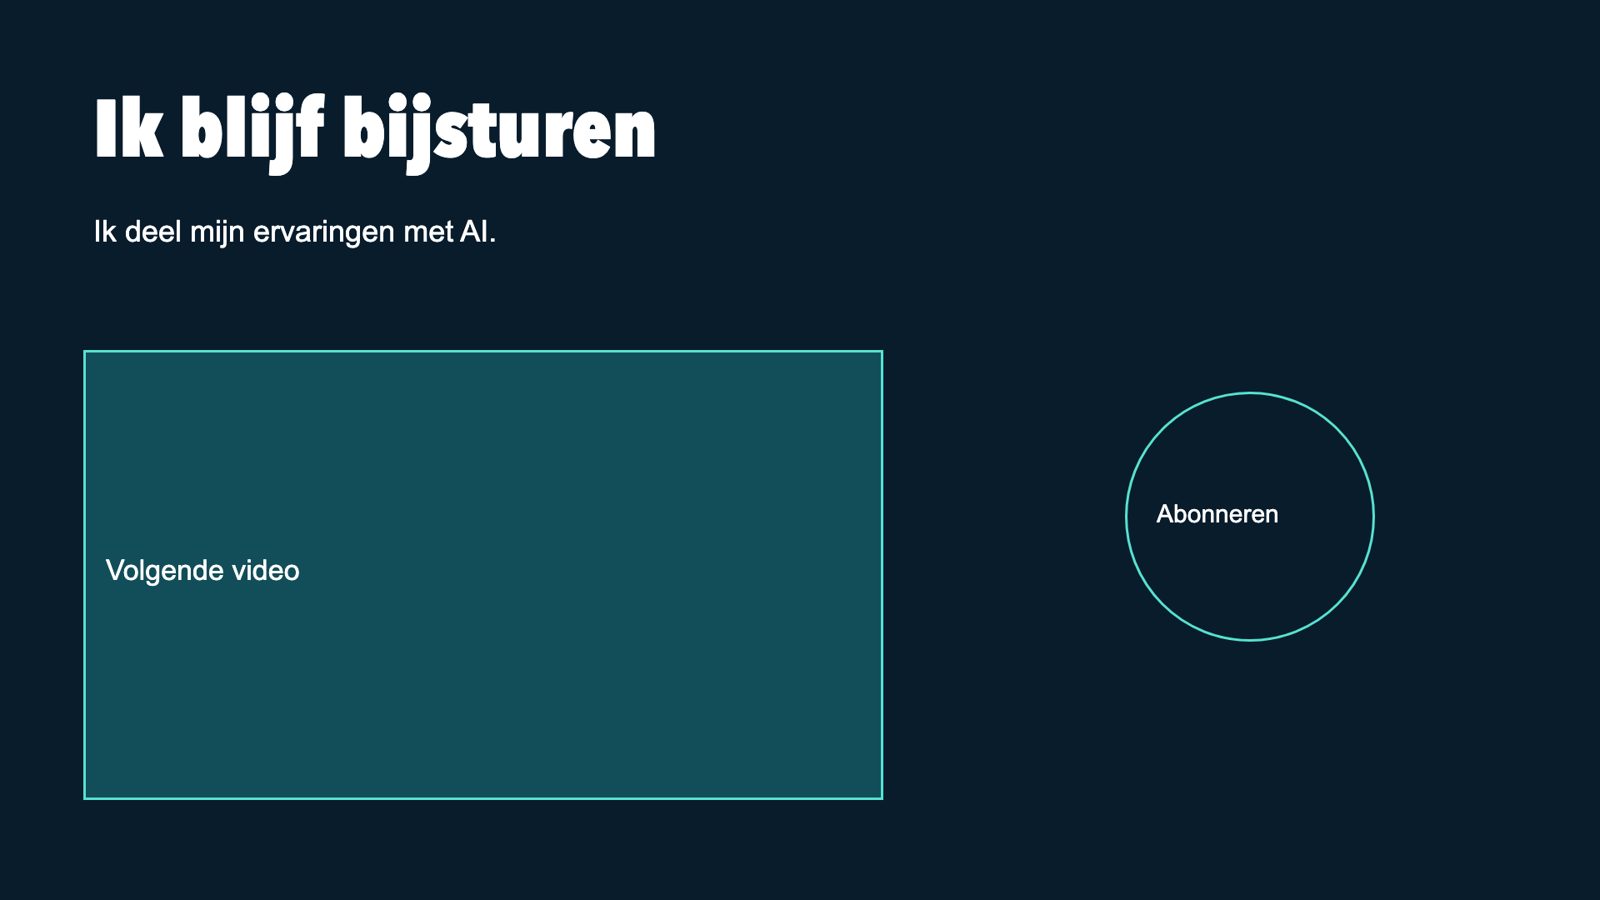 Ik blijf bijsturen
Ik deel mijn ervaringen met AI.
Volgende video
Abonneren